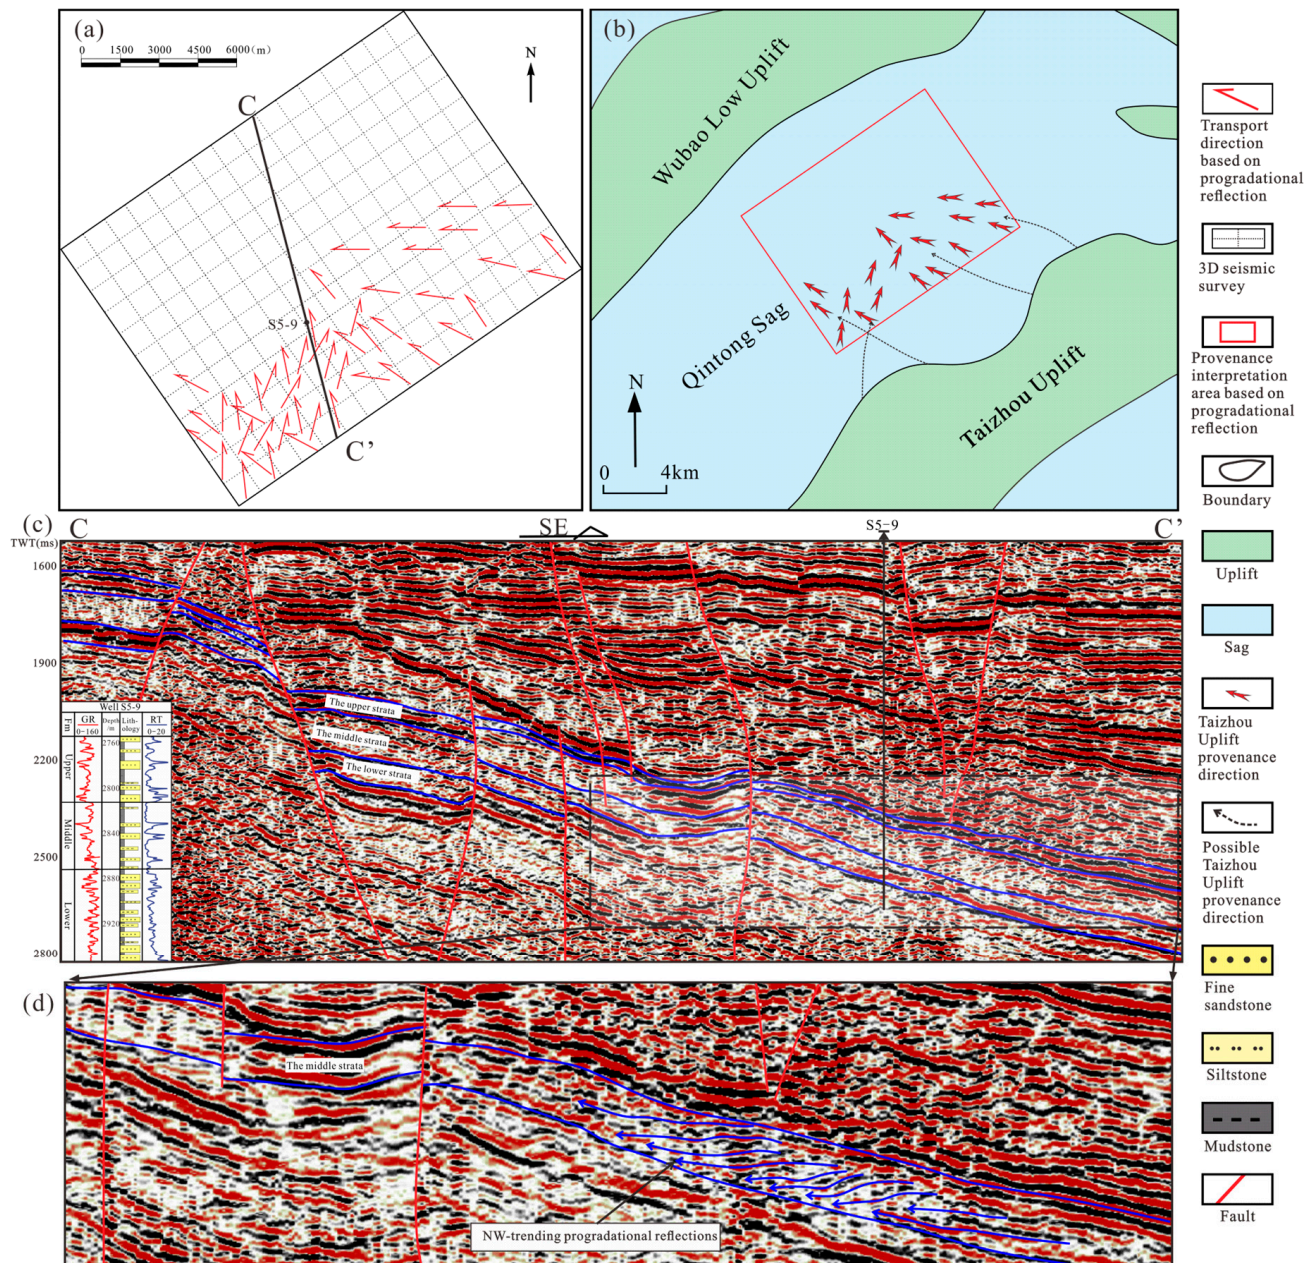 (a)
0 1500 3000 4500 6000(m)
N
C
S5-9
C'
(b)
Wubao Low Uplift
Qintong Sag
Taizhou Uplift
N
0 4km
Transport
direction
based on
progradational
reflection
3D seismic
survey
Provenance
interpretation
area based on
progradational
reflection
Boundary
Uplift
Sag
Taizhou
Uplift
provenance
direction
Possible
Taizhou
Uplift
provenance
direction
Fine
sandstone
Siltstone
Mudstone
Fault
(c)
C SE S5-9 C'
TWT(ms)
1600
1900
2200
2500
2800
The upper strata
The middle strata
The lower strata
Well S5-9
Fm GR Depth Lith- RT
0-160 /m ology 0-20
Upper
Middle
Lower
2760
2800
2840
2880
2920
(d)
The middle strata
NW-trending progradational reflections